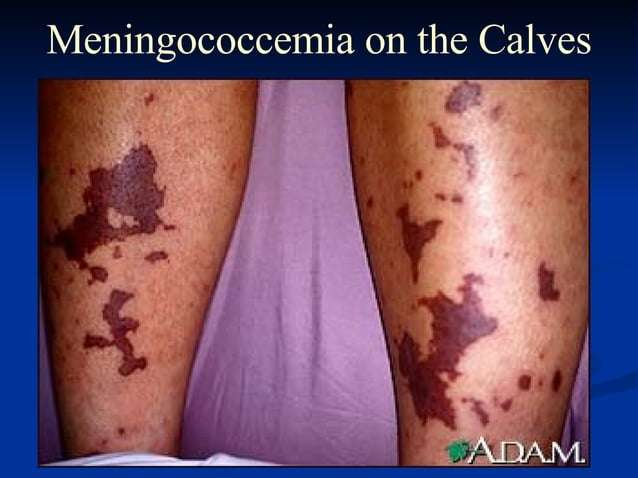 Meningococcemia on the Calves
A.D.A.M.